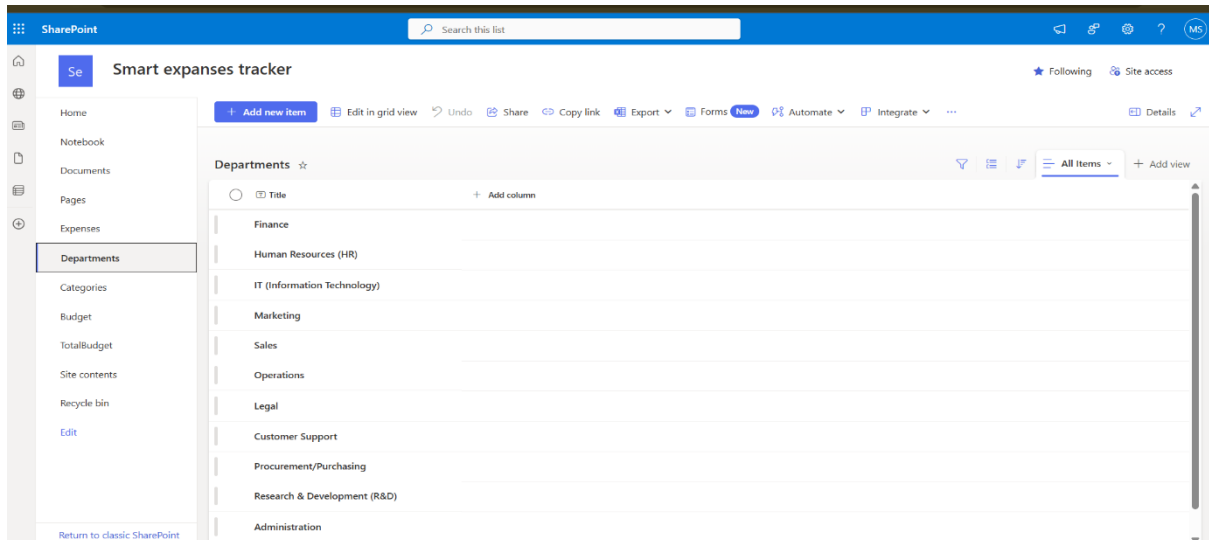 SharePoint
Search this list
MS
Se
Smart expanses tracker
Following
Site access
Home
Notebook
Documents
Pages
Expenses
Departments
Categories
Budget
TotalBudget
Site contents
Recycle bin
Edit
Return to classic SharePoint
+ Add new item
Edit in grid view
Undo
Share
Copy link
Export
Forms New
Automate
Integrate
...
Details
Departments
All Items
+ Add view
Title
+ Add column
Finance
Human Resources (HR)
IT (Information Technology)
Marketing
Sales
Operations
Legal
Customer Support
Procurement/Purchasing
Research & Development (R&D)
Administration